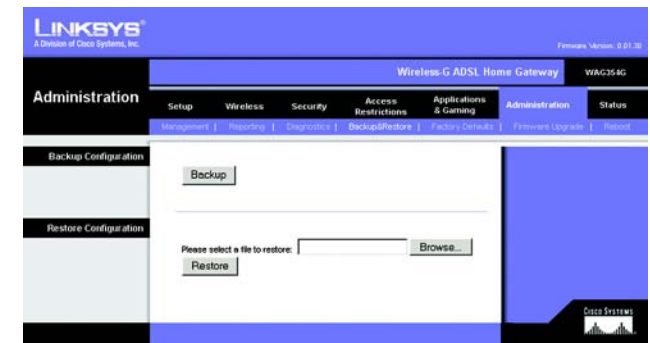 LINKSYS®
A Division of Cisco Systems, Inc.
Firmware Version: 0.01.30
Wireless-G ADSL Home Gateway WAG354G
Administration
Setup Wireless Security Access Restrictions Applications & Gaming Administration Status
Management | Reporting | Diagnostics | Backup&Restore | Factory Defaults | Firmware Upgrade | Reboot
Backup Configuration
Backup
Restore Configuration
Please select a file to restore: Browse...
Restore
CISCO SYSTEMS